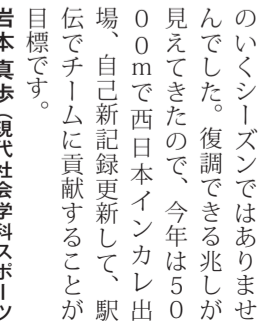 のいくシーズンではありませ
んでした。復調できる兆しが
見えてきたので、今年は５０
００ｍで西日本インカレ出
場、自己新記録更新して、駅
伝でチームに貢献することが
目標です。
岩本 真歩（現代社会学科スポーツ